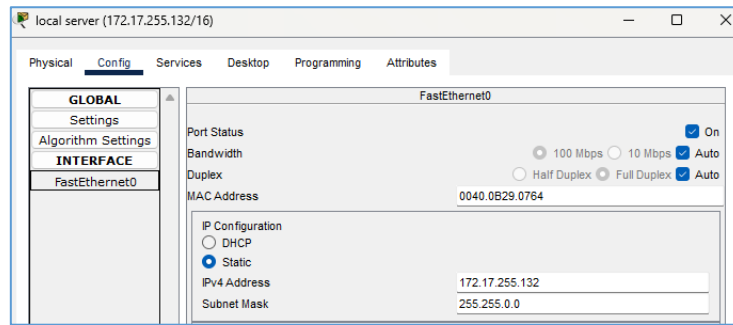 local server (172.17.255.132/16)
Physical Config Services Desktop Programming Attributes
GLOBAL
Settings
Algorithm Settings
INTERFACE
FastEthernet0
FastEthernet0
Port Status On
Bandwidth 100 Mbps 10 Mbps Auto
Duplex Half Duplex Full Duplex Auto
MAC Address 0040.0B29.0764
IP Configuration
DHCP
Static
IPv4 Address 172.17.255.132
Subnet Mask 255.255.0.0